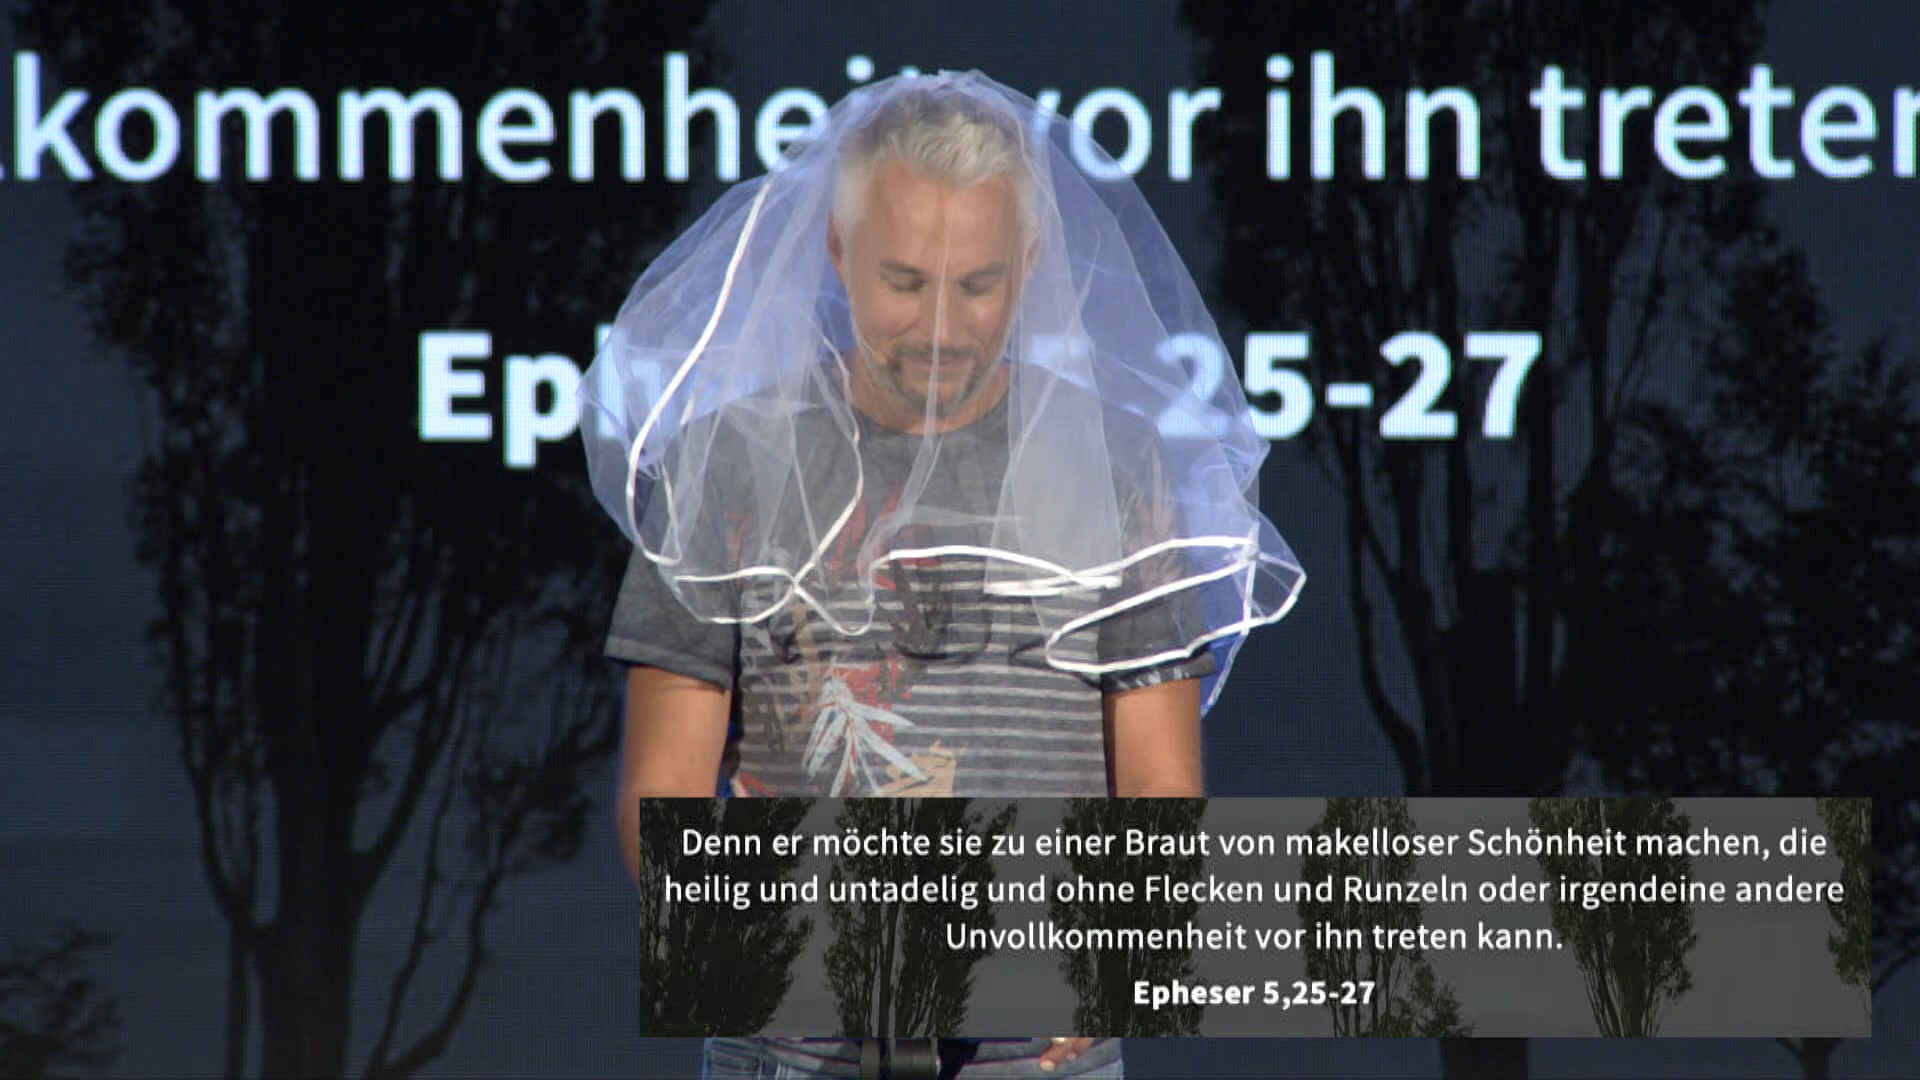 kommenheit vor ihn treten
Epheser 5,25-27
Denn er möchte sie zu einer Braut von makelloser Schönheit machen, die
heilig und untadelig und ohne Flecken und Runzeln oder irgendeine andere
Unvollkommenheit vor ihn treten kann.
Epheser 5,25-27